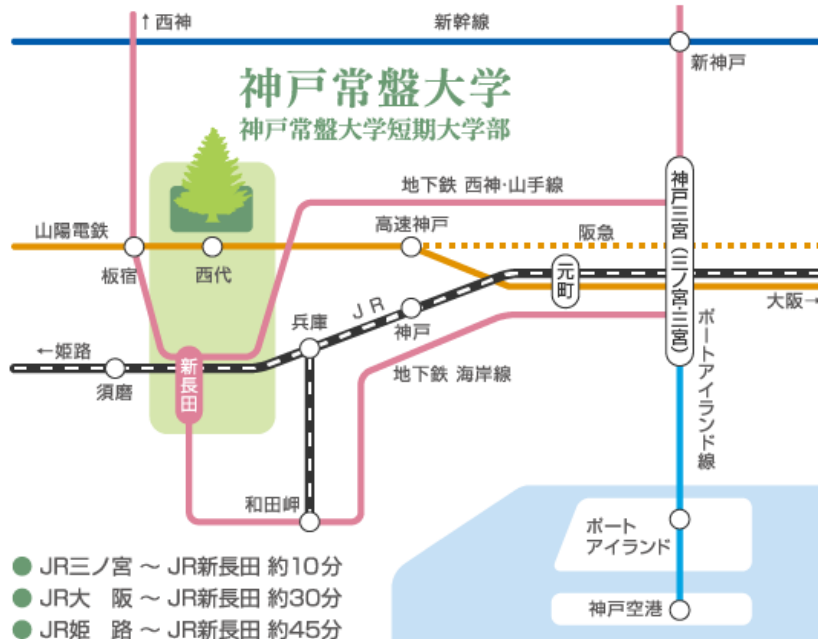 ↑西神
新幹線
新神戸
神戸常盤大学
神戸常盤大学短期大学部
地下鉄 西神・山手線
神戸三宮(三ノ宮・三宮)
山陽電鉄
高速神戸
阪急
板宿
西代
元町
大阪→
JR
神戸
兵庫
ポートアイランド線
←姫路
新長田
須磨
地下鉄 海岸線
和田岬
ポート
アイランド
神戸空港
● JR三ノ宮 ～ JR新長田 約10分
● JR大　阪 ～ JR新長田 約30分
● JR姫　路 ～ JR新長田 約45分